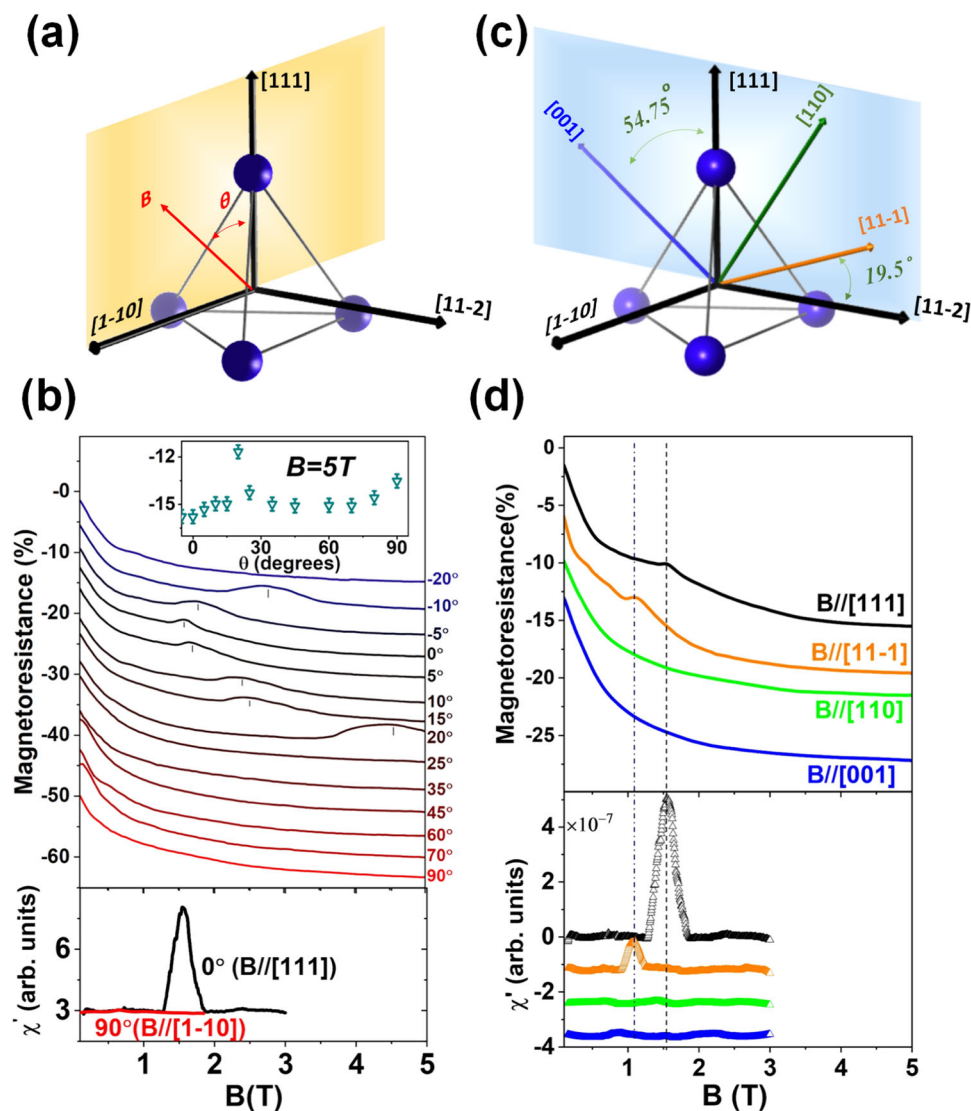 (a)
[111]
B
θ
[1-10]
[11-2]
(c)
[111]
[001]
54.75°
[110]
[11-1]
19.5°
[1-10]
[11-2]
(b)
Magnetoresistance (%)
-0
-10
-20
-30
-40
-50
-60
-12
-15
B=5T
0 30 60 90
θ (degrees)
-20°
-10°
-5°
0°
5°
10°
15°
20°
25°
35°
45°
60°
70°
90°
χ' (arb. units)
6
3
0° (B//[111])
90°(B//[1-10])
1 2 3 4 5
B(T)
(d)
Magnetoresistance(%)
0
-5
-10
-15
-20
-25
B//[111]
B//[11-1]
B//[110]
B//[001]
χ' (arb. units)
×10⁻⁷
4
0
-2
-4
1 2 3 4 5
B (T)